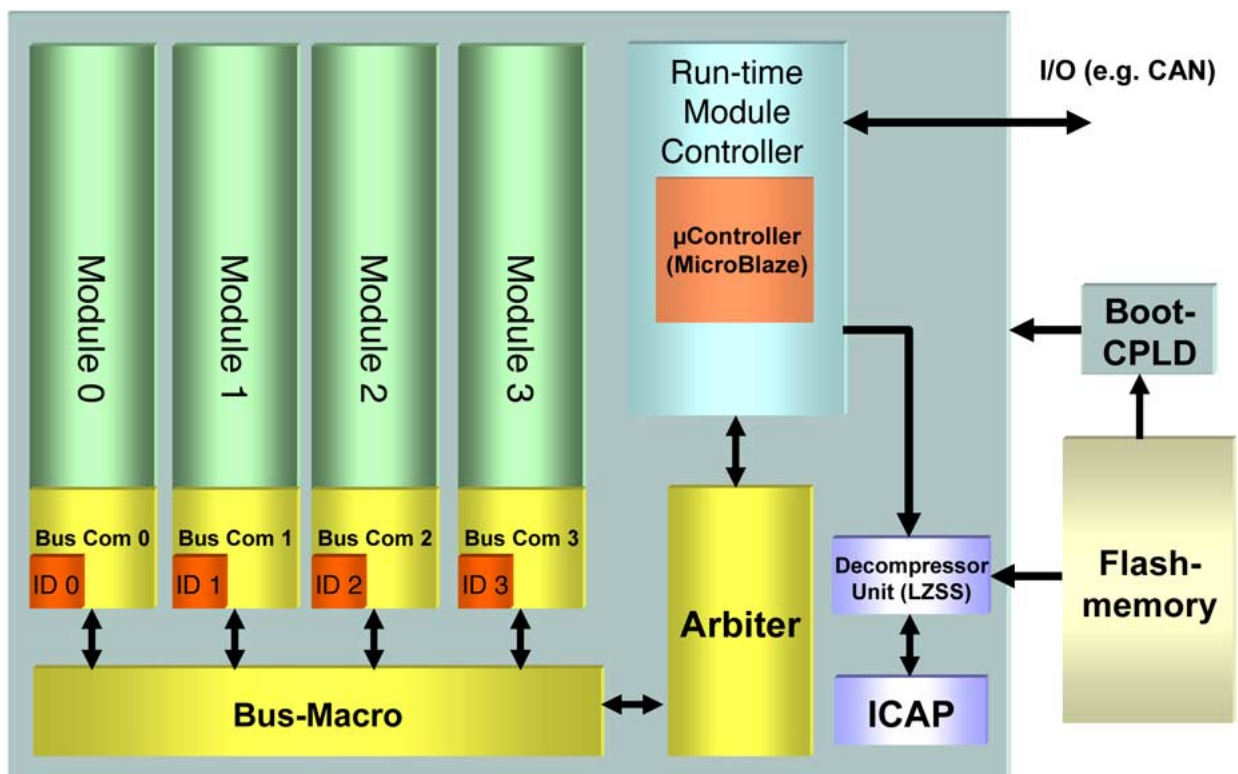 Module 0
Module 1
Module 2
Module 3
Bus Com 0
Bus Com 1
Bus Com 2
Bus Com 3
ID 0
ID 1
ID 2
ID 3
Bus-Macro
Run-time
Module
Controller
µController
(MicroBlaze)
Arbiter
Decompressor
Unit (LZSS)
ICAP
I/O (e.g. CAN)
Boot-
CPLD
Flash-
memory